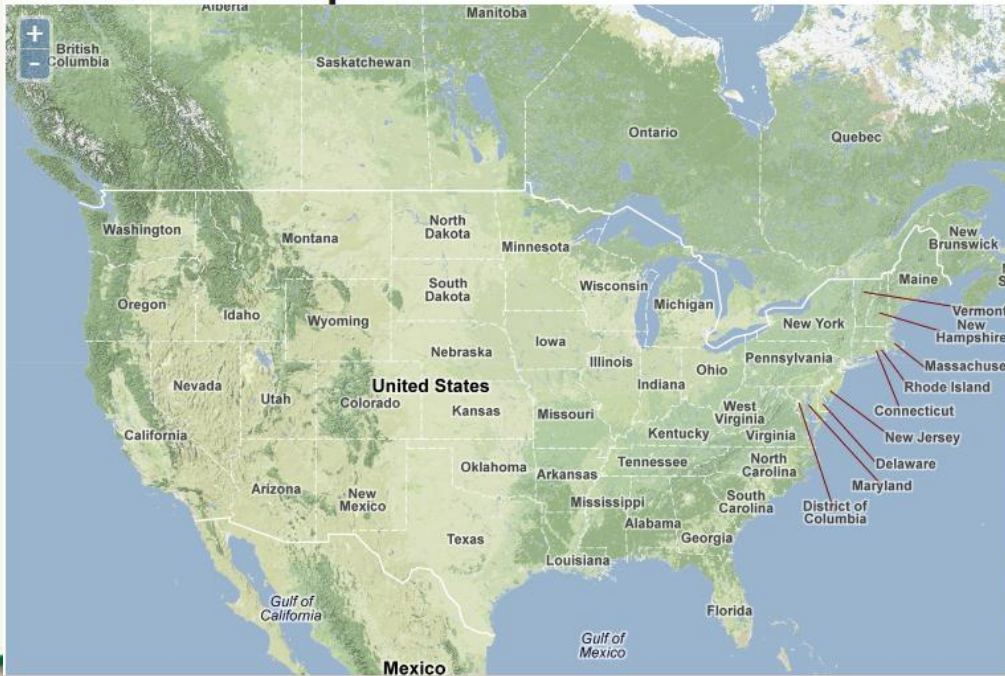 Alberta
Manitoba
+
-
British
Columbia
Saskatchewan
Ontario
Quebec
Washington
Montana
North
Dakota
Minnesota
New
Brunswick
Maine
Oregon
Idaho
Wyoming
South
Dakota
Wisconsin
Michigan
Vermont
New
Hampshire
New York
Nebraska
Iowa
Illinois
Indiana
Ohio
Pennsylvania
Massachuse
Rhode Island
Connecticut
Nevada
Utah
Colorado
United States
Kansas
Missouri
West
Virginia
Virginia
Kentucky
New Jersey
Delaware
Maryland
District of
Columbia
California
Arizona
New
Mexico
Oklahoma
Arkansas
Tennessee
North
Carolina
South
Carolina
Mississippi
Alabama
Georgia
Texas
Louisiana
Florida
Gulf of
California
Gulf of
Mexico
Mexico